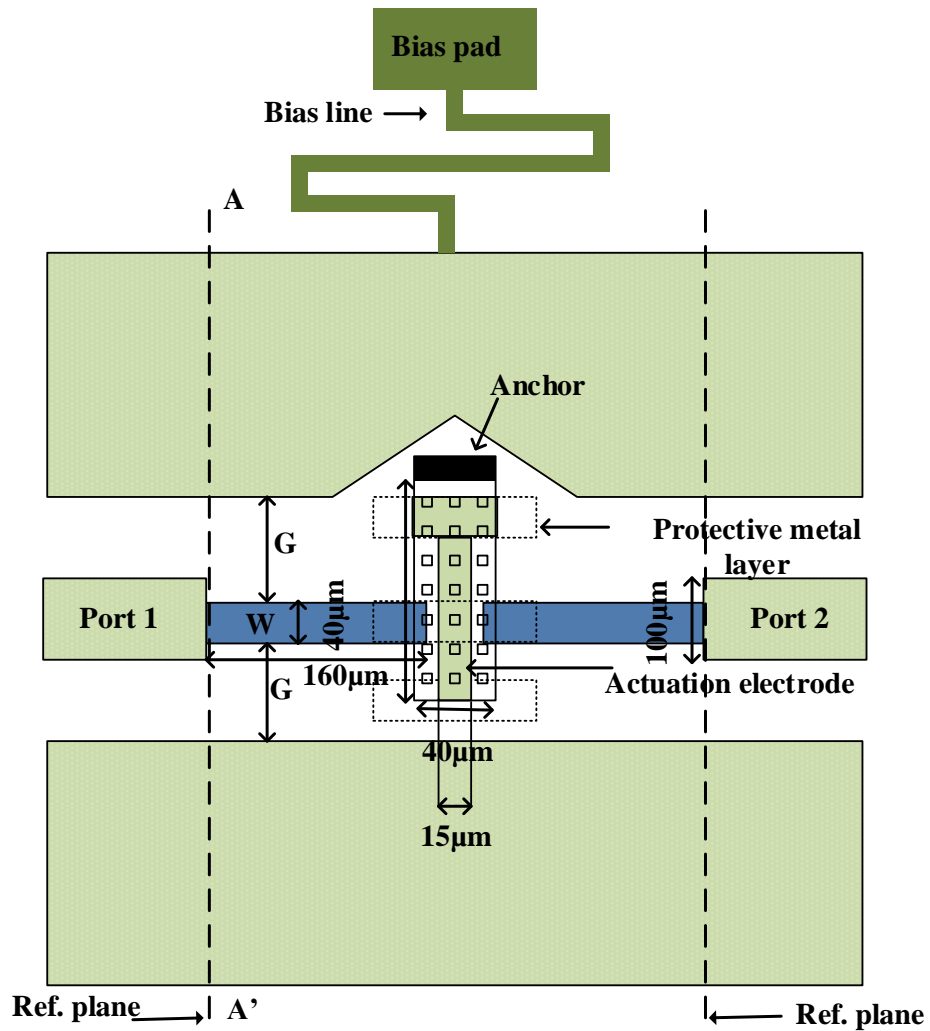 Bias pad
Bias line
A
Anchor
G
Protective metal
layer
Port 1
W
40μm
100μm
Port 2
160μm
G
Actuation electrode
40μm
15μm
Ref. plane
A’
Ref. plane